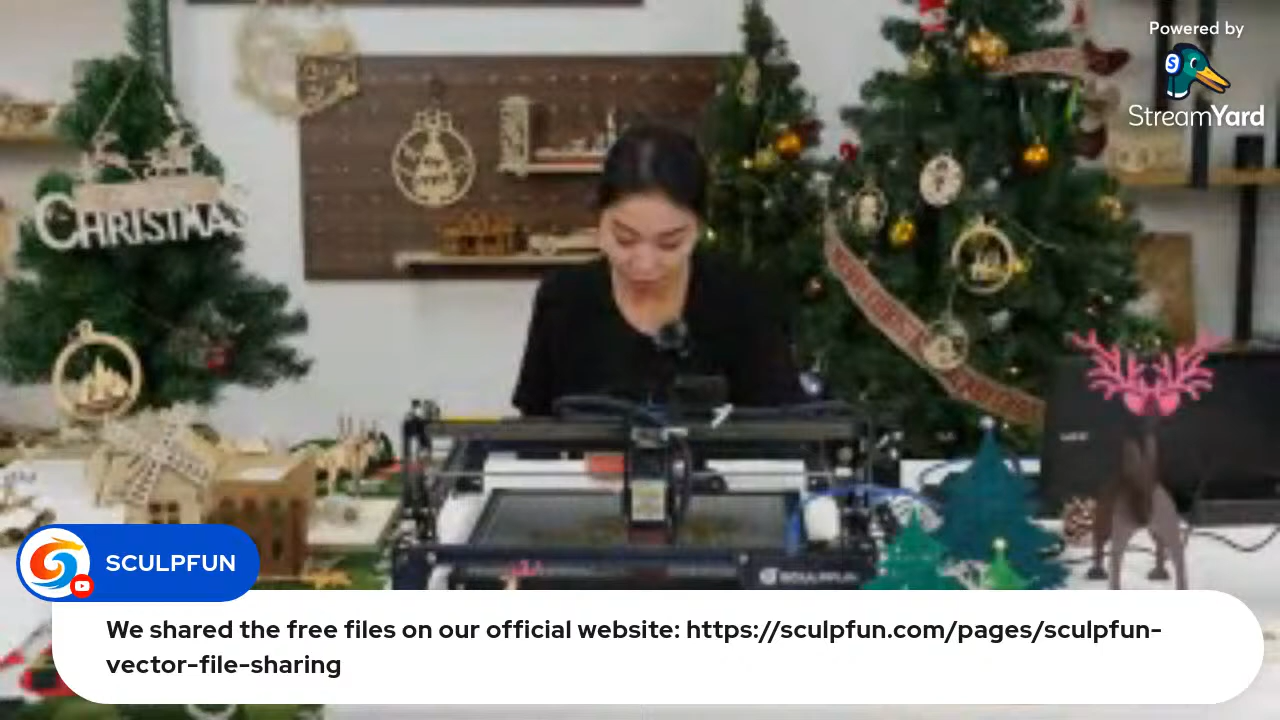 Powered by
StreamYard
CHRISTMAS
SCULPFUN
SCULPFUN
We shared the free files on our official website: https://sculpfun.com/pages/sculpfun-
vector-file-sharing